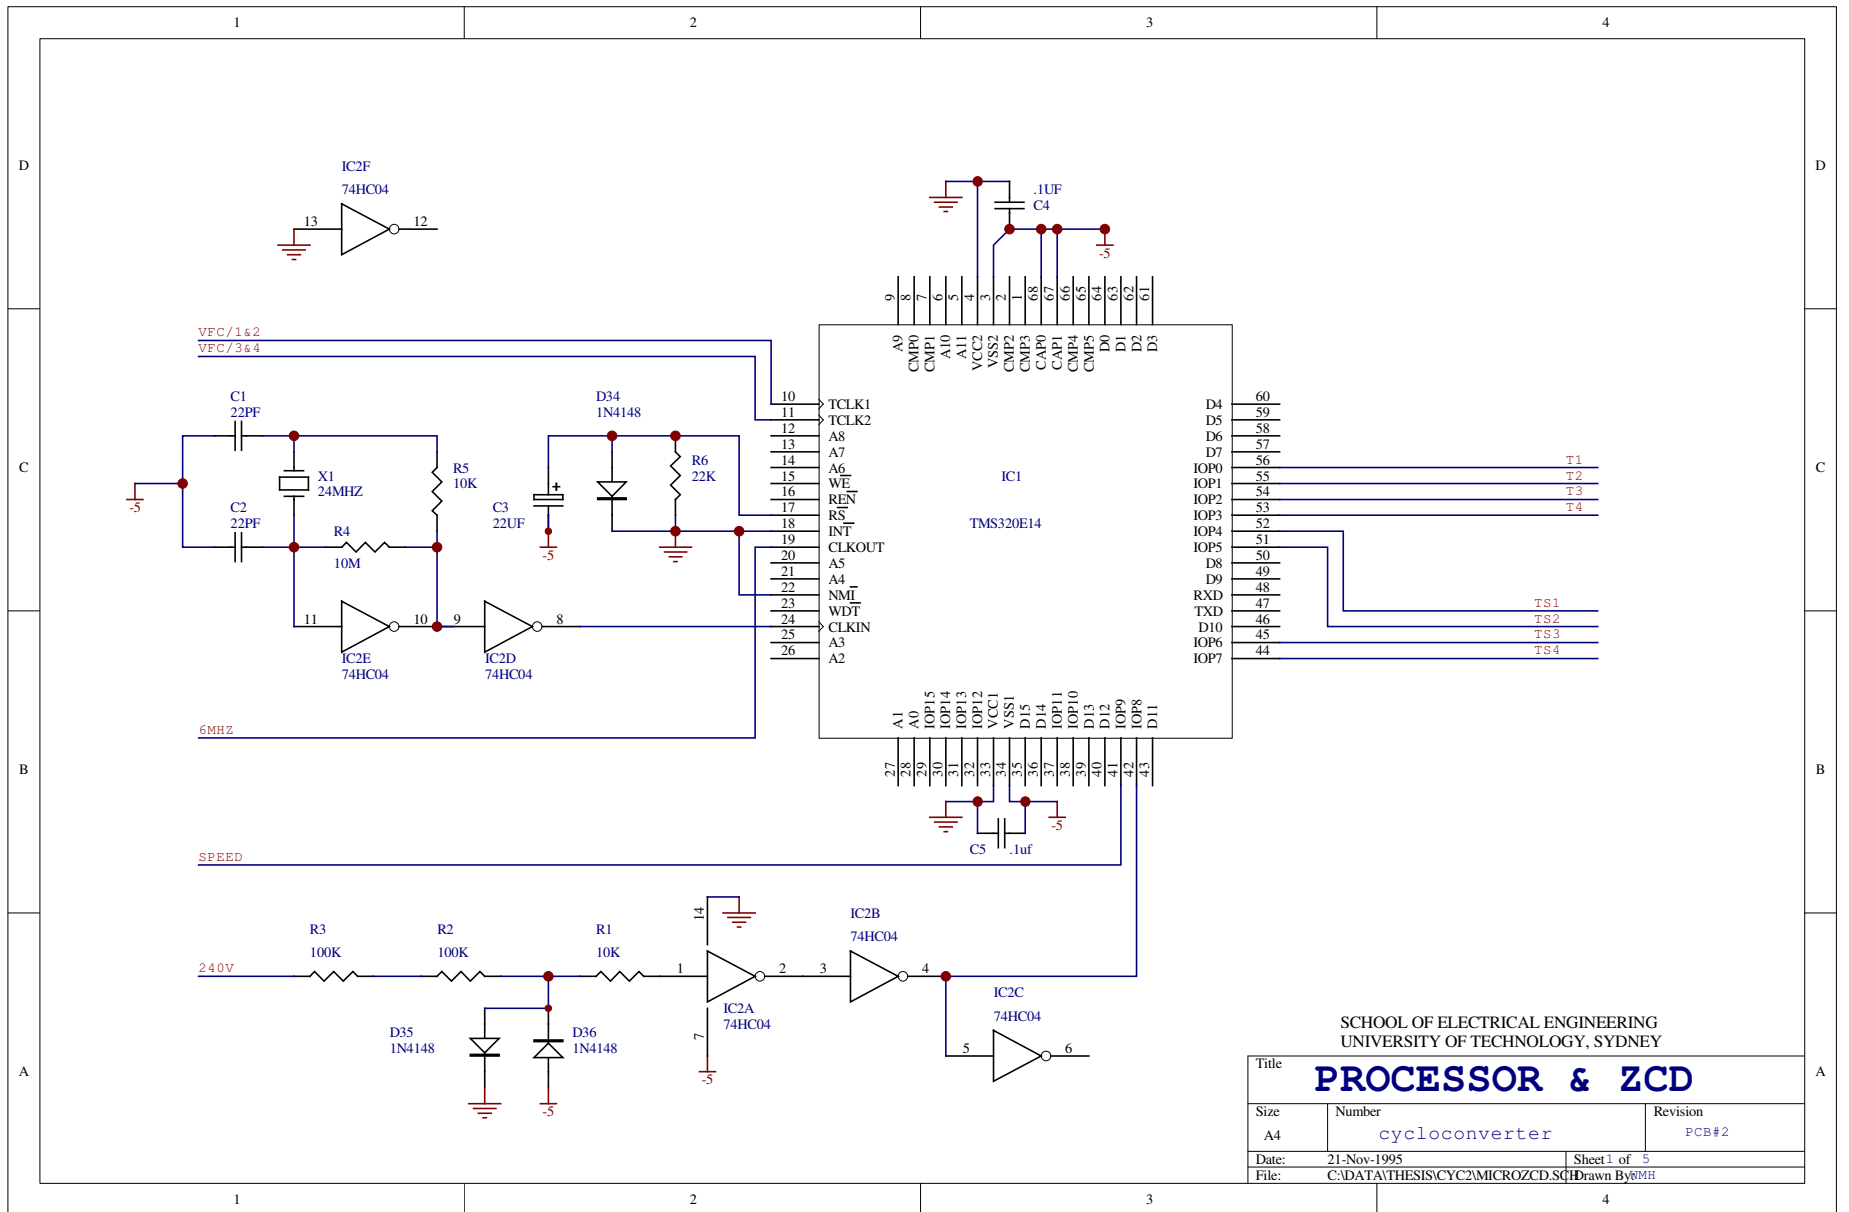 1 2 3 4
D D
IC2F
74HC04
13 12
.1UF
C4
-5
9 8 7 6 5 4 3 2 1 68 67 66 65 64 63 62 61
A9 CMP0 CMP1 A10 A11 VCC2 VSS2 CMP2 CMP3 CAP0 CAP1 CMP4 CMP5 D0 D1 D2 D3
VFC/1&2
VFC/3&4
C C
C1
22PF
X1
24MHZ
C2
22PF
-5
R5
10K
R4
10M
D34
1N4148
C3
22UF
+
-5
R6
22K
IC1
TMS320E14
10 TCLK1
11 TCLK2
12 A8
13 A7
14 A6
15 WE
16 REN
17 RS
18 INT
19 CLKOUT
20 A5
21 A4
22 NMI
23 WDT
24 CLKIN
25 A3
26 A2
D4 60
D5 59
D6 58
D7 57
IOP0 56 T1
IOP1 55 T2
IOP2 54 T3
IOP3 53 T4
IOP4 52
IOP5 51
D8 50
D9 49
RXD 48
TXD 47 TS1
D10 46 TS2
IOP6 45 TS3
IOP7 44 TS4
11 10 9 8
IC2E
74HC04
IC2D
74HC04
6MHZ
A1 A0 IOP15 IOP14 IOP13 IOP12 VCC1 VSS1 D15 D14 IOP11 IOP10 D13 D12 IOP9 IOP8 D11
27 28 29 30 31 32 33 34 35 36 37 38 39 40 41 42 43
B B
-5
C5 .1uf
SPEED
R3
100K
R2
100K
R1
10K
240V
14
1 2
7
IC2A
74HC04
-5
IC2B
74HC04
3 4
IC2C
74HC04
5 6
D35
1N4148
D36
1N4148
-5
A A
SCHOOL OF ELECTRICAL ENGINEERING
UNIVERSITY OF TECHNOLOGY, SYDNEY
Title
PROCESSOR & ZCD
Size Number Revision
A4 cycloconverter PCB#2
Date: 21-Nov-1995 Sheet 1 of 5
File: C:\DATA\THESIS\CYC2\MICROZCD.SCH Drawn By: WMH
1 2 3 4